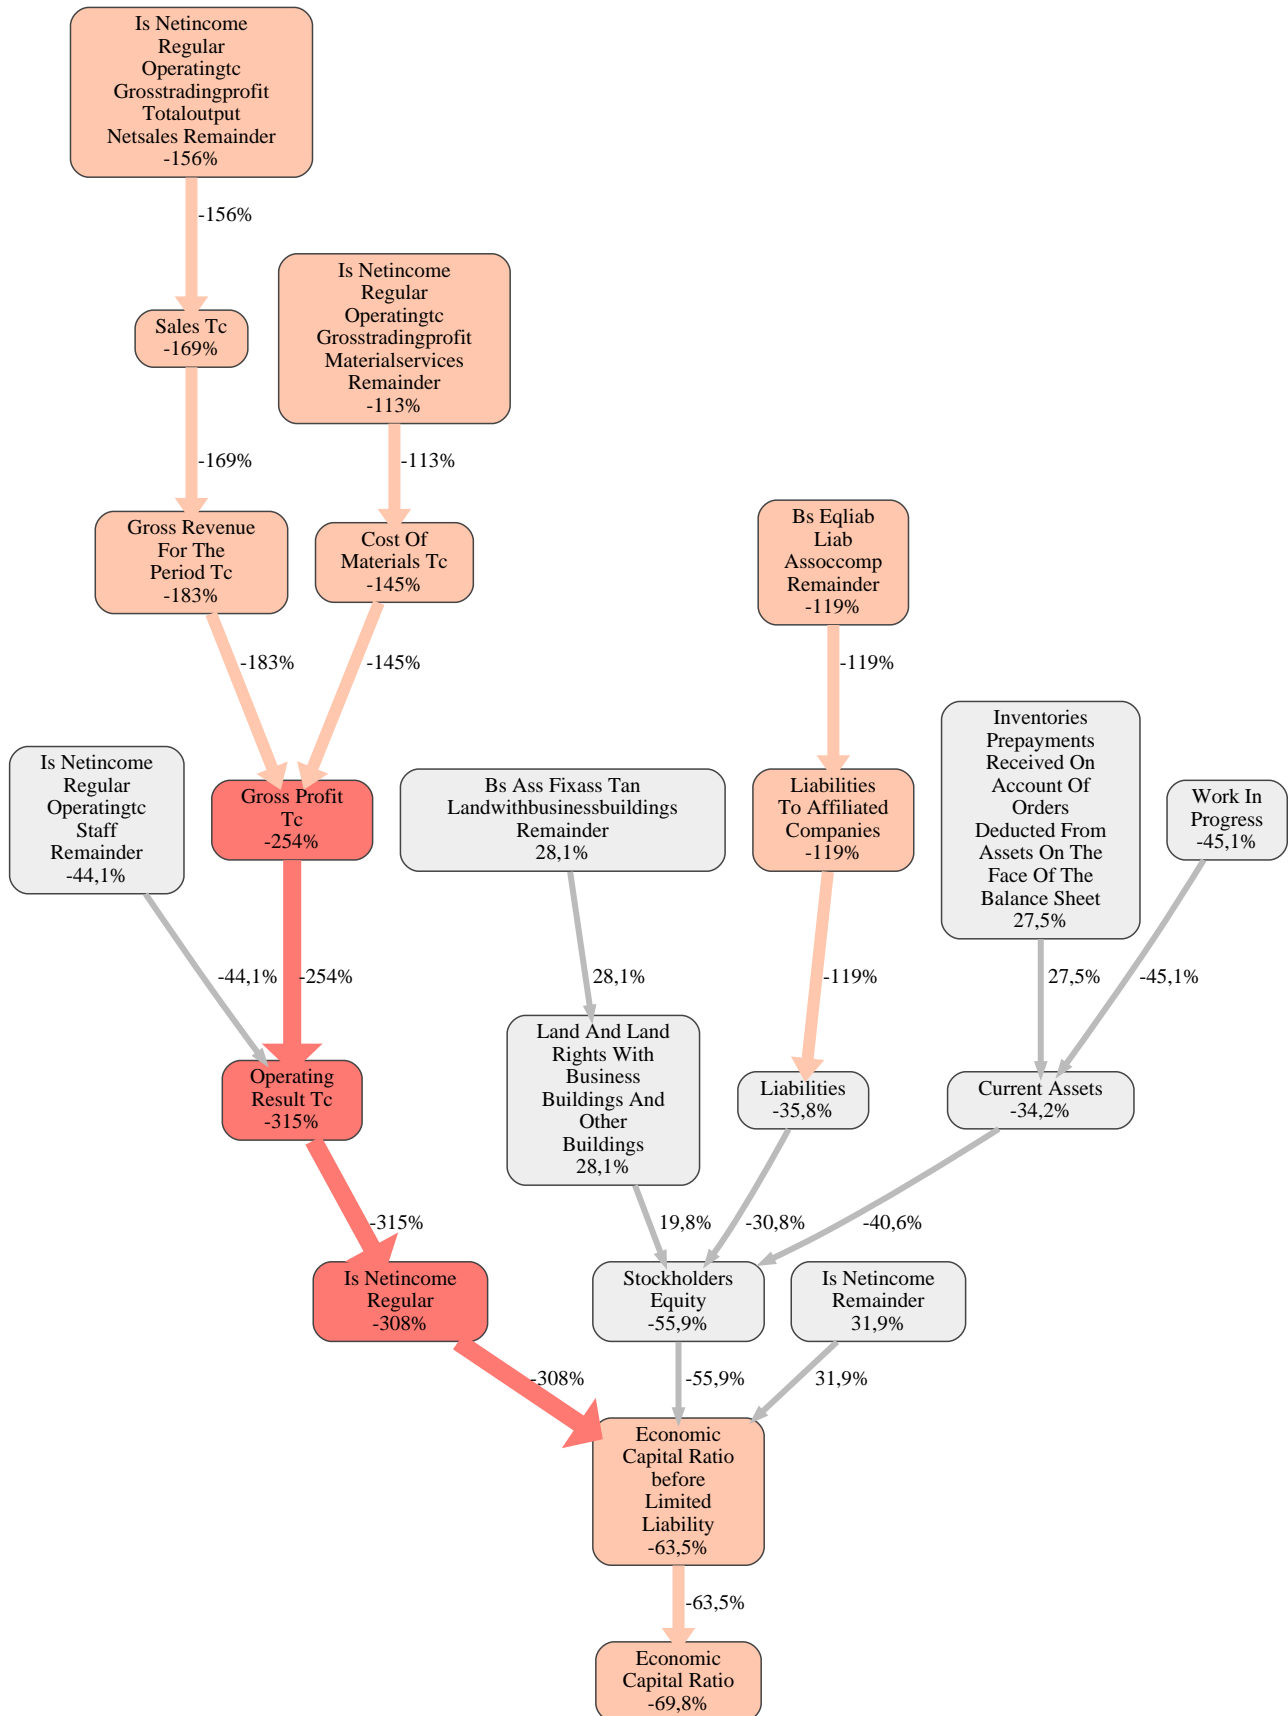 Is Netincome
Regular
Operatingtc
Grosstradingprofit
Totaloutput
Netsales Remainder
-156%
-156%
Sales Tc
-169%
Is Netincome
Regular
Operatingtc
Grosstradingprofit
Materialservices
Remainder
-113%
-169%
-113%
Gross Revenue
For The
Period Tc
-183%
Cost Of
Materials Tc
-145%
Bs Eqliab
Liab
Assoccomp
Remainder
-119%
-183%
-145%
-119%
Is Netincome
Regular
Operatingtc
Staff
Remainder
-44,1%
Gross Profit
Tc
-254%
Bs Ass Fixass Tan
Landwithbusinessbuildings
Remainder
28,1%
Liabilities
To Affiliated
Companies
-119%
Inventories
Prepayments
Received On
Account Of
Orders
Deducted From
Assets On The
Face Of The
Balance Sheet
27,5%
Work In
Progress
-45,1%
-44,1%
-254%
28,1%
-119%
27,5%
-45,1%
Operating
Result Tc
-315%
Land And Land
Rights With
Business
Buildings And
Other
Buildings
28,1%
Liabilities
-35,8%
Current Assets
-34,2%
-315%
19,8%
-30,8%
-40,6%
Is Netincome
Regular
-308%
Stockholders
Equity
-55,9%
Is Netincome
Remainder
31,9%
-308%
-55,9%
31,9%
Economic
Capital Ratio
before
Limited
Liability
-63,5%
-63,5%
Economic
Capital Ratio
-69,8%